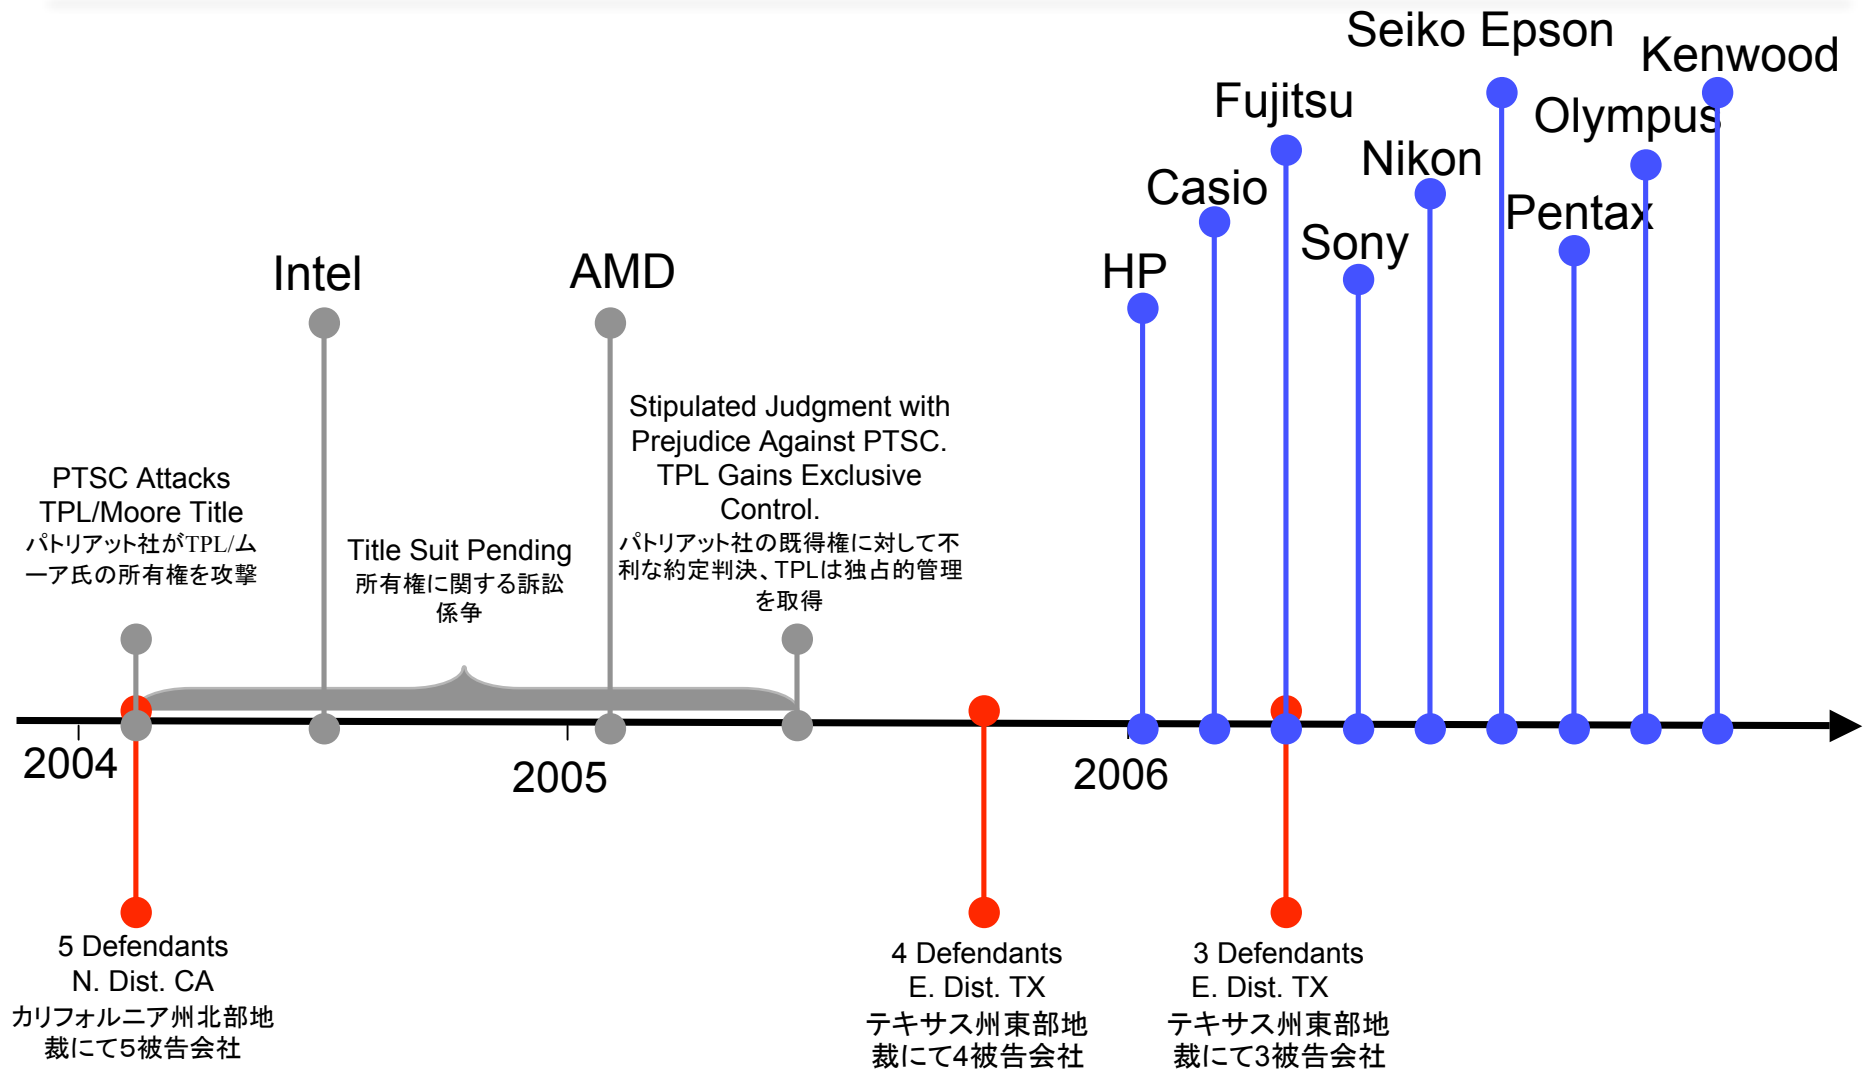 Seiko Epson
Kenwood
Fujitsu
Olympus
Nikon
Casio
Pentax
Sony
HP
Intel
AMD
Stipulated Judgment with
Prejudice Against PTSC.
TPL Gains Exclusive
Control.
パトリアット社の既得権に対して不
利な約定判決、TPLは独占的管理
を取得
PTSC Attacks
TPL/Moore Title
パトリアット社がTPL/ム
ーア氏の所有権を攻撃
Title Suit Pending
所有権に関する訴訟
係争
2004
2005
2006
5 Defendants
N. Dist. CA
カリフォルニア州北部地
裁にて5被告会社
4 Defendants
E. Dist. TX
テキサス州東部地
裁にて4被告会社
3 Defendants
E. Dist. TX
テキサス州東部地
裁にて3被告会社